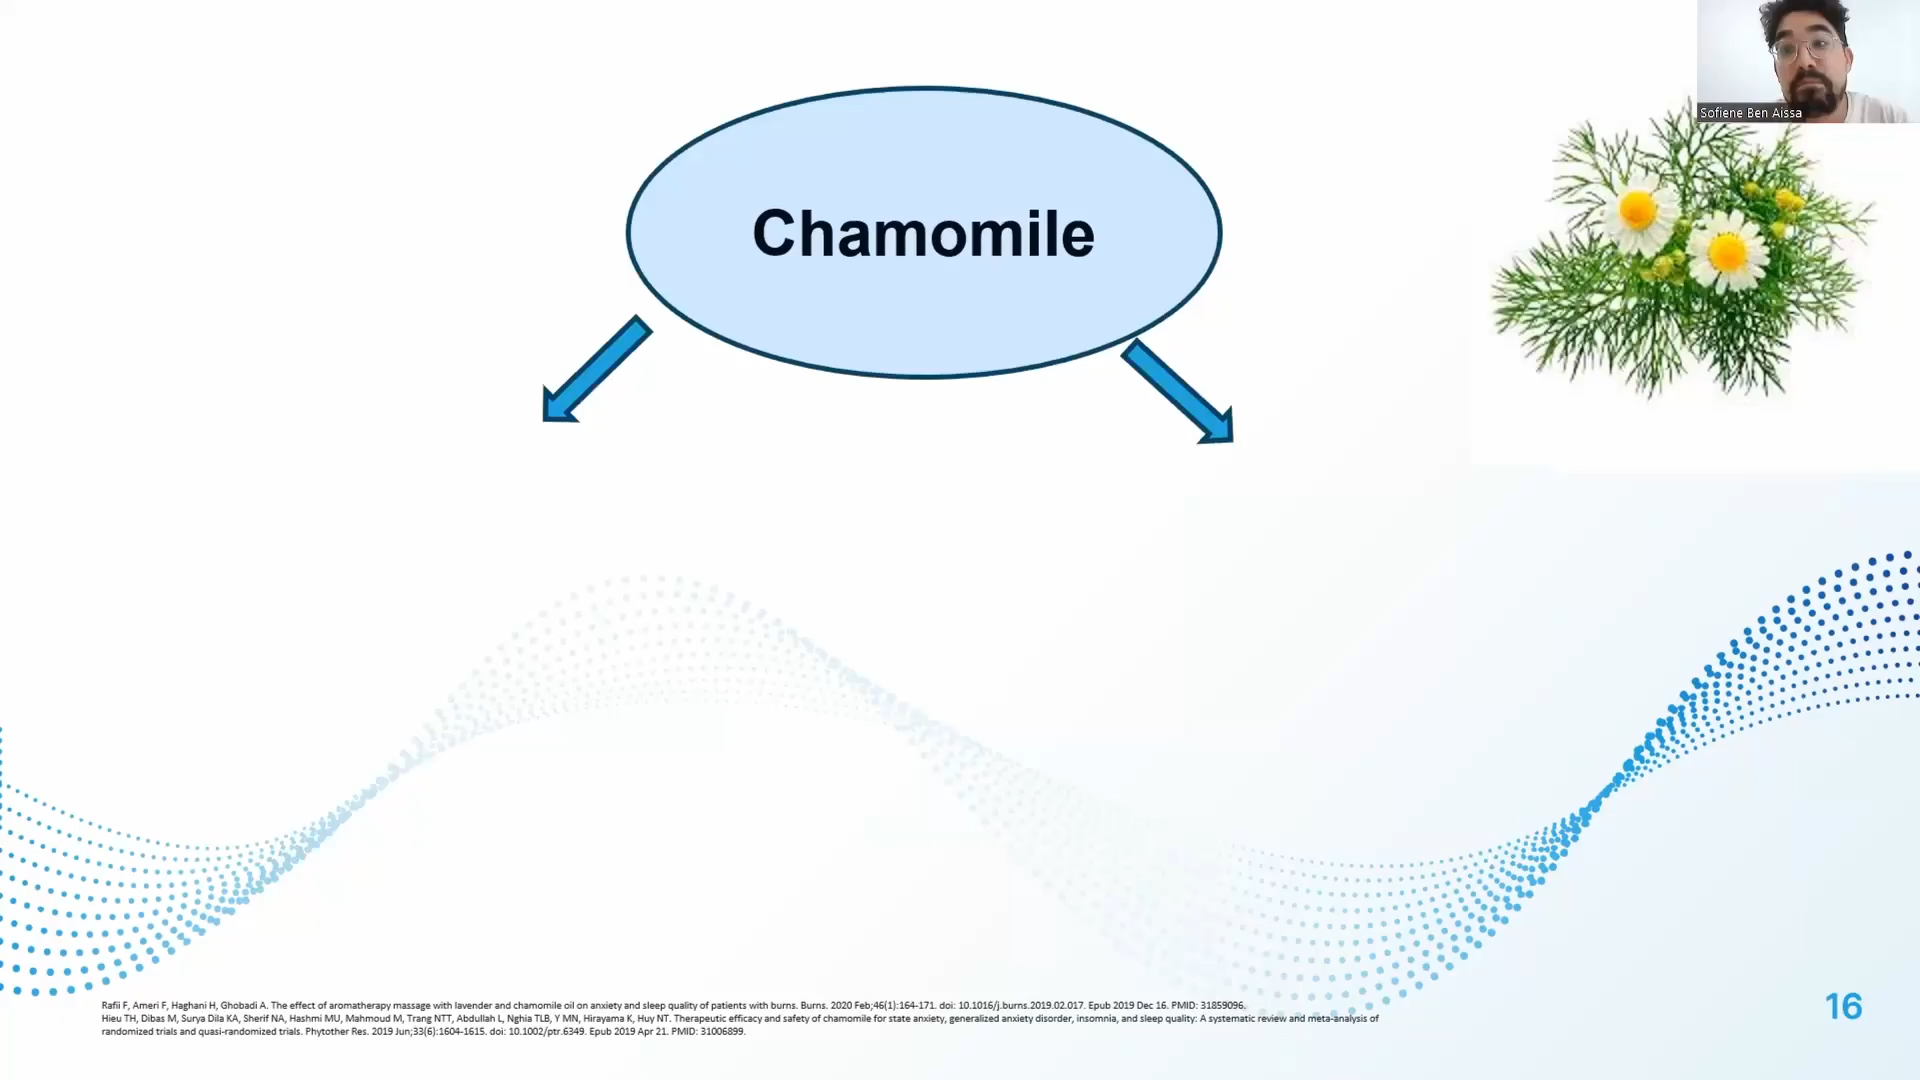 Sofiene Ben Aissa
Chamomile
Rafii F, Ameri F, Haghani H, Ghobadi A. The effect of aromatherapy massage with lavender and chamomile oil on anxiety and sleep quality of patients with burns. Burns. 2020 Feb;46(1):164-171. doi: 10.1016/j.burns.2019.02.017. Epub 2019 Dec 16. PMID: 31859096.
Hieu TH, Dibas M, Surya Dila KA, Sherif NA, Hashmi MU, Mahmoud M, Trang NTT, Abdullah L, Nghia TLB, Y MN, Hirayama K, Huy NT. Therapeutic efficacy and safety of chamomile for state anxiety, generalized anxiety disorder, insomnia, and sleep quality: A systematic review and meta-analysis of
randomized trials and quasi-randomized trials. Phytother Res. 2019 Jun;33(6):1604-1615. doi: 10.1002/ptr.6349. Epub 2019 Apr 21. PMID: 31006899.
16